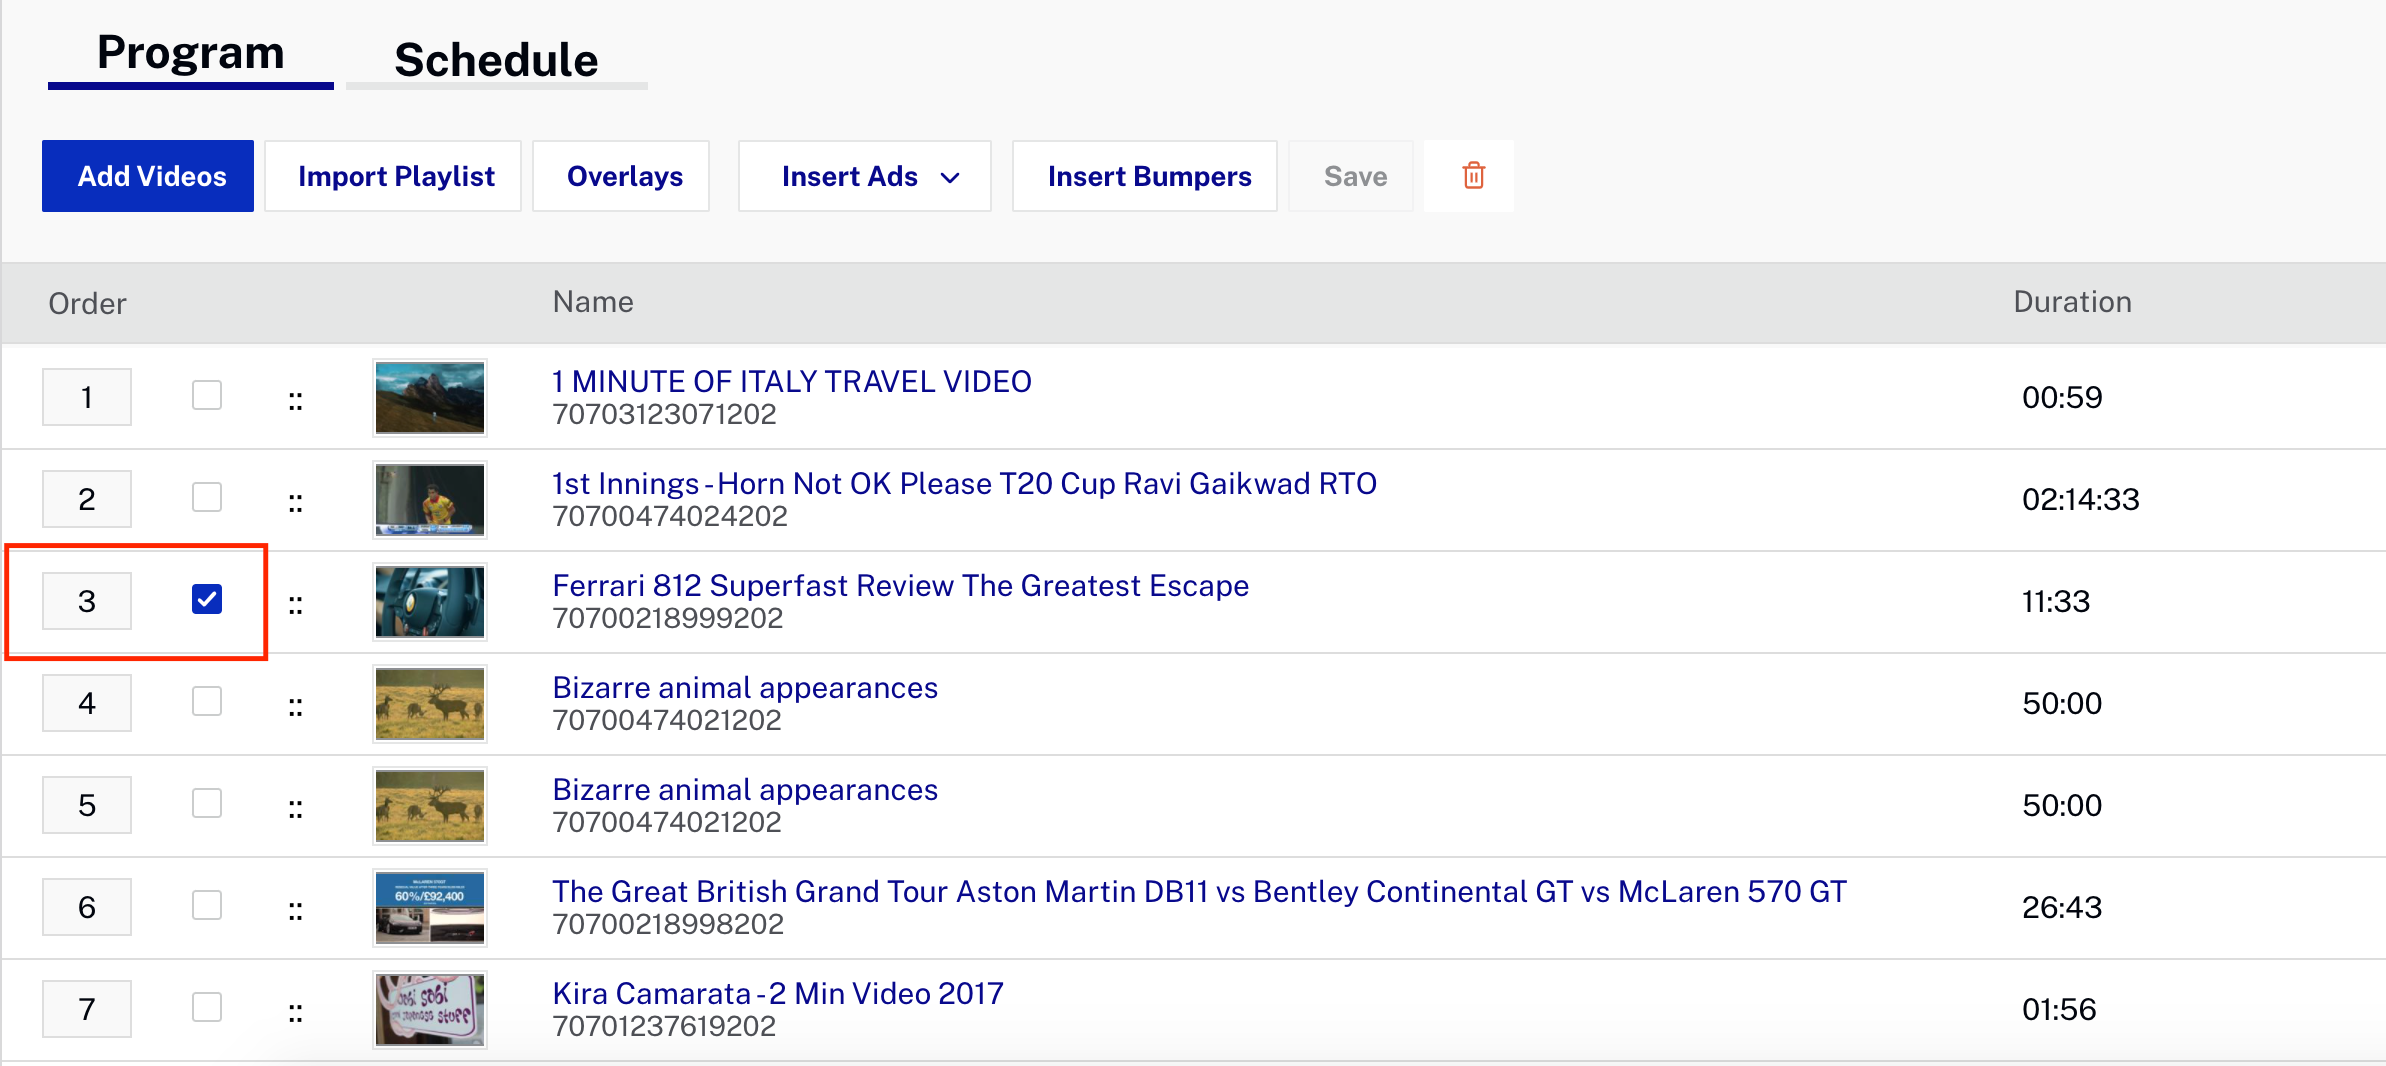 Program
Schedule
Add Videos
Import Playlist
Overlays
Insert Ads
Insert Bumpers
Save
Order
Name
Duration
1
1 MINUTE OF ITALY TRAVEL VIDEO
70703123071202
00:59
2
1st Innings - Horn Not OK Please T20 Cup Ravi Gaikwad RTO
70700474024202
02:14:33
3
Ferrari 812 Superfast Review The Greatest Escape
70700218999202
11:33
4
Bizarre animal appearances
70700474021202
50:00
5
Bizarre animal appearances
70700474021202
50:00
6
60%/£92,400
The Great British Grand Tour Aston Martin DB11 vs Bentley Continental GT vs McLaren 570 GT
70700218998202
26:43
7
Kira Camarata - 2 Min Video 2017
70701237619202
01:56